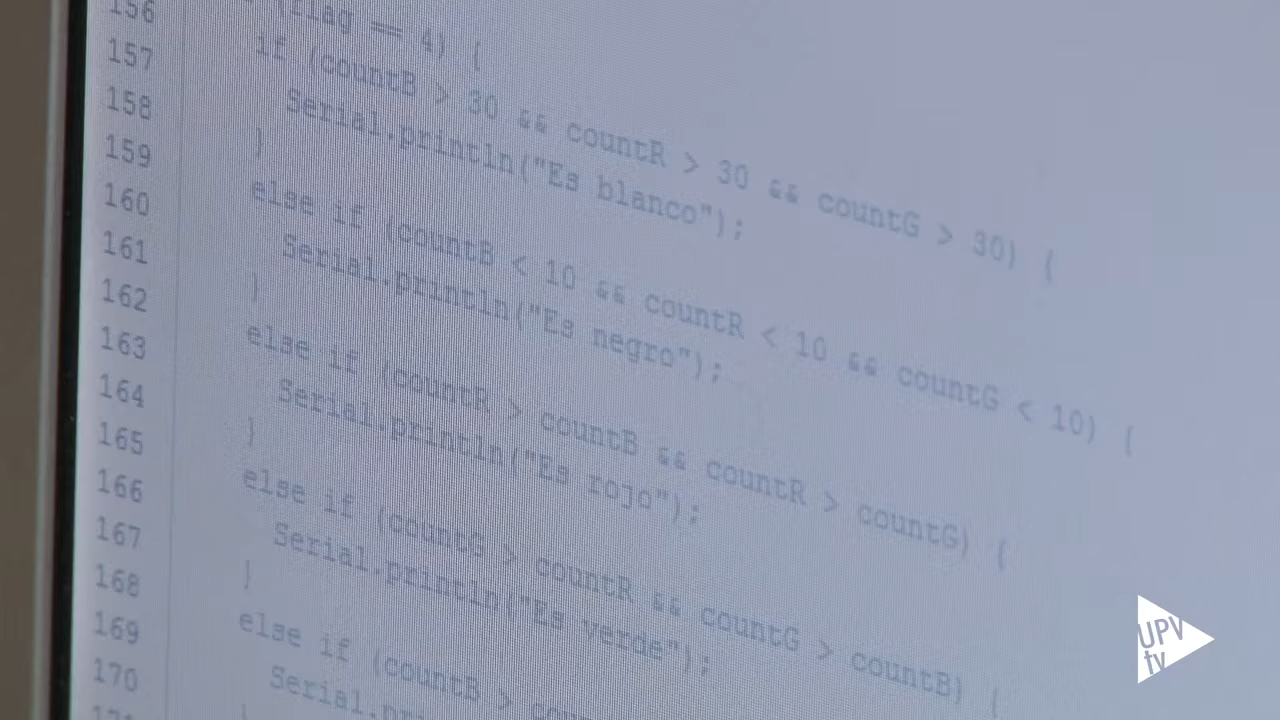 (flag == 4) {
156 if (countB > 30 && countR > 30 && countG > 30) {
157 Serial.println("Es blanco");
158 }
159 else if (countB < 10 && countR < 10 && countG < 10) {
160 Serial.println("Es negro");
161 }
162 else if (countR > countB && countR > countG) {
163 Serial.println("Es rojo");
164 }
165 else if (countG > countR && countG > countB) {
166 Serial.println("Es verde");
167 }
168 else if (countB >
169 Serial.pri
170 }
171
UPV
tv